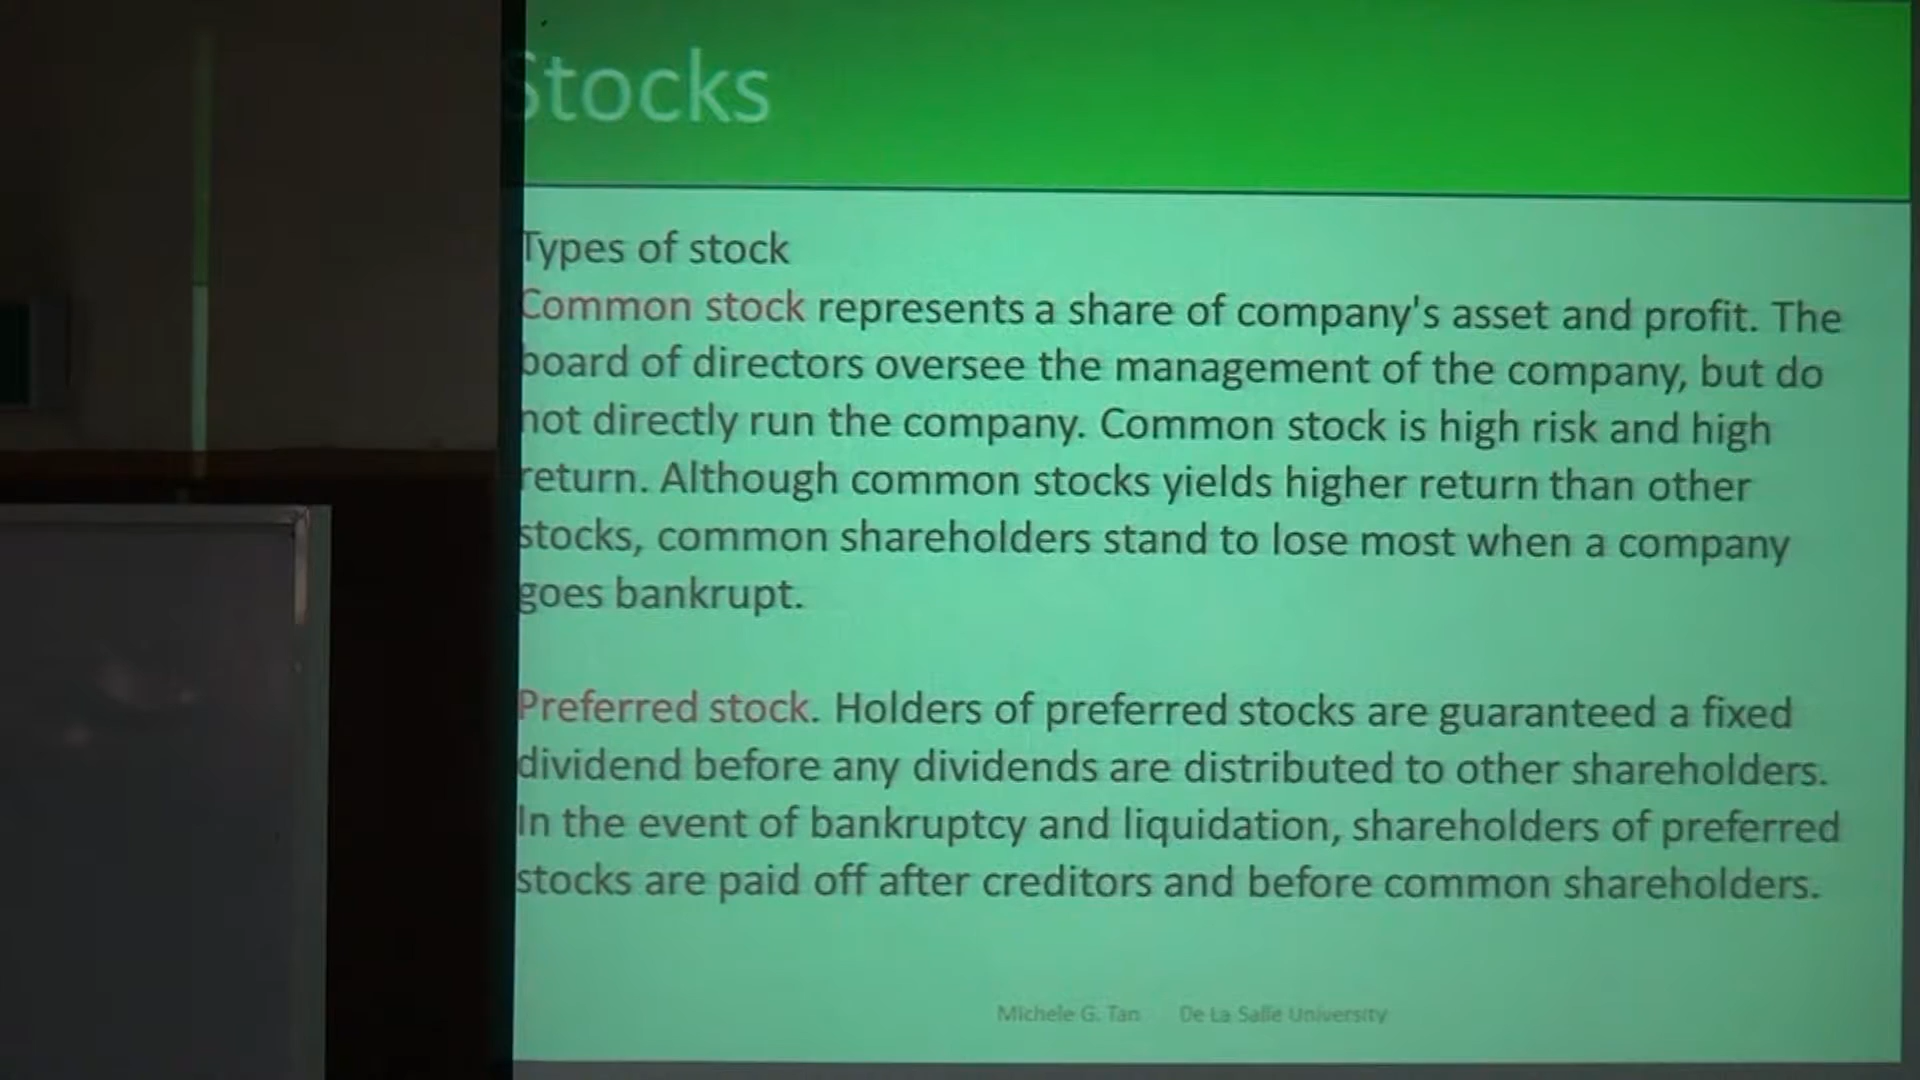 Stocks
Types of stock
Common stock represents a share of company's asset and profit. The
board of directors oversee the management of the company, but do
not directly run the company. Common stock is high risk and high
return. Although common stocks yields higher return than other
stocks, common shareholders stand to lose most when a company
goes bankrupt.
Preferred stock. Holders of preferred stocks are guaranteed a fixed
dividend before any dividends are distributed to other shareholders.
In the event of bankruptcy and liquidation, shareholders of preferred
stocks are paid off after creditors and before common shareholders.
Michele G. Tan De La Salle University